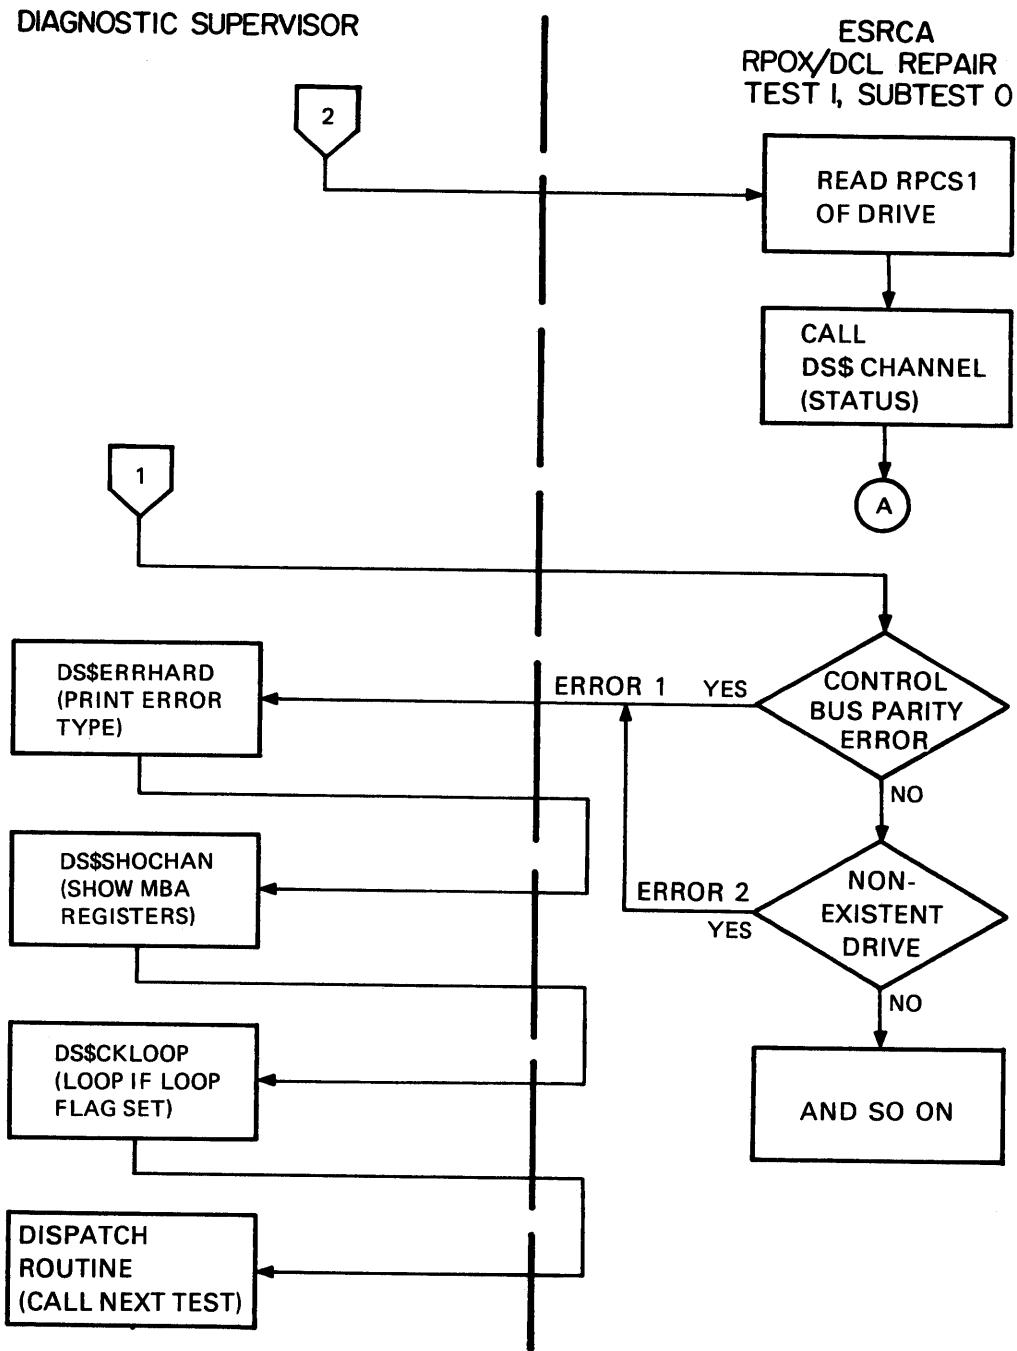 DIAGNOSTIC SUPERVISOR
ESRCA
RPOX/DCL REPAIR
TEST I, SUBTEST O
2
READ RPCS1
OF DRIVE
CALL
DS$ CHANNEL
(STATUS)
A
1
CONTROL
BUS PARITY
ERROR
YES
ERROR 1
NO
DS$ERRHARD
(PRINT ERROR
TYPE)
DS$SHOCHAN
(SHOW MBA
REGISTERS)
NON-
EXISTENT
DRIVE
ERROR 2
YES
NO
DS$CKLOOP
(LOOP IF LOOP
FLAG SET)
AND SO ON
DISPATCH
ROUTINE
(CALL NEXT TEST)